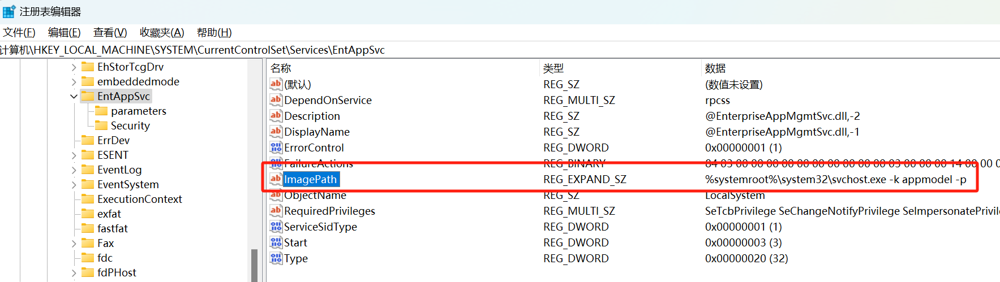 注册表编辑器
文件(F) 编辑(E) 查看(V) 收藏夹(A) 帮助(H)
计算机\HKEY_LOCAL_MACHINE\SYSTEM\CurrentControlSet\Services\EntAppSvc
EhStorTcgDrv
embeddedmode
EntAppSvc
parameters
Security
ErrDev
ESENT
EventLog
EventSystem
ExecutionContext
exfat
fastfat
Fax
fdc
fdPHost
名称 类型 数据
(默认) REG_SZ (数值未设置)
DependOnService REG_MULTI_SZ rpcss
Description REG_SZ @EnterpriseAppMgmtSvc.dll,-2
DisplayName REG_SZ @EnterpriseAppMgmtSvc.dll,-1
ErrorControl REG_DWORD 0x00000001 (1)
FailureActions REG_BINARY 84 03 00 00 00 00 00 00 00 00 00 00 03 00 00 00 14 00 00 0
ImagePath REG_EXPAND_SZ %systemroot%\system32\svchost.exe -k appmodel -p
ObjectName REG_SZ LocalSystem
RequiredPrivileges REG_MULTI_SZ SeTcbPrivilege SeChangeNotifyPrivilege SeImpersonatePrivil
ServiceSidType REG_DWORD 0x00000001 (1)
Start REG_DWORD 0x00000003 (3)
Type REG_DWORD 0x00000020 (32)